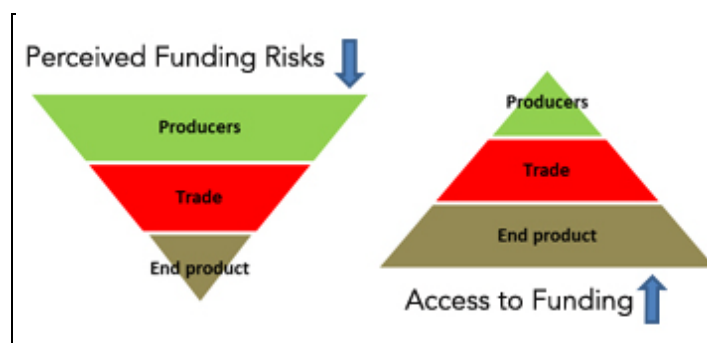 Perceived Funding Risks
Producers
Trade
End product
Producers
Trade
End product
Access to Funding